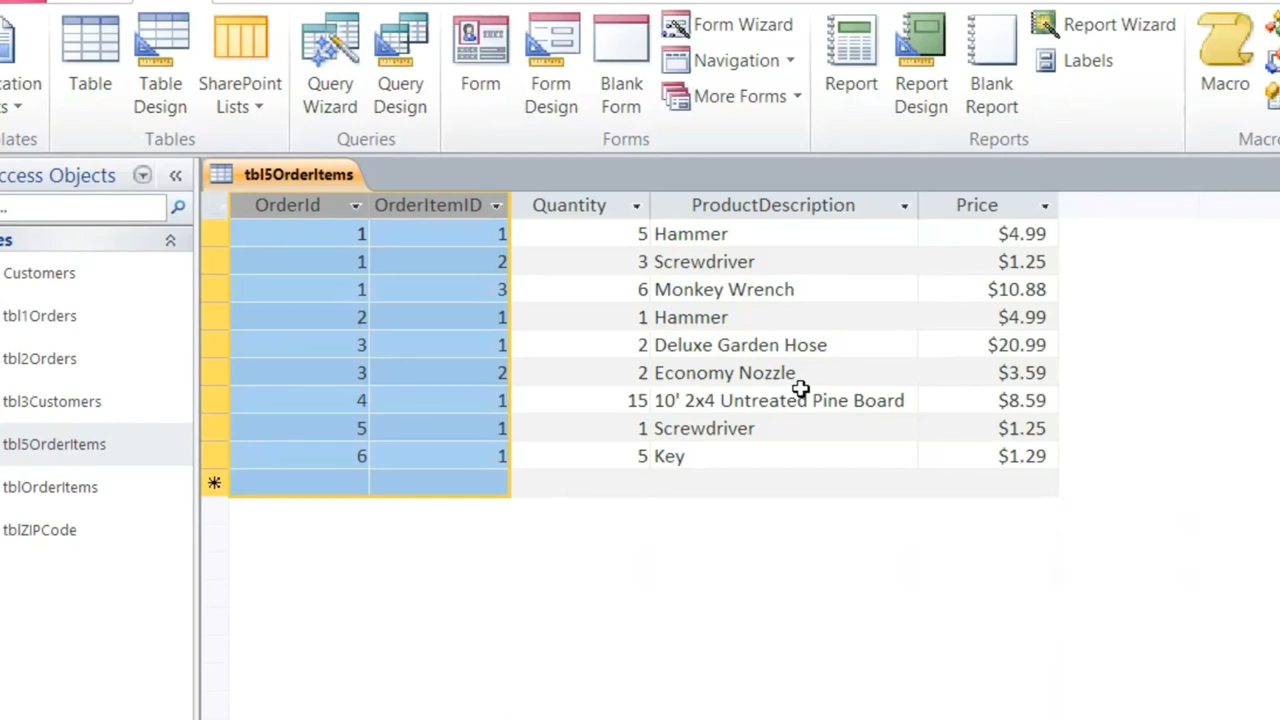 Form Wizard
Report Wizard
Navigation
Labels
More Forms
Table
Table Design
SharePoint Lists
Query Wizard
Query Design
Form
Form Design
Blank Form
Report
Report Design
Blank Report
Macro
Tables
Queries
Forms
Reports
tbl5OrderItems
OrderId OrderItemID Quantity ProductDescription Price
1 1 5 Hammer $4.99
1 2 3 Screwdriver $1.25
1 3 6 Monkey Wrench $10.88
2 1 1 Hammer $4.99
3 1 2 Deluxe Garden Hose $20.99
3 2 2 Economy Nozzle $3.59
4 1 15 10' 2x4 Untreated Pine Board $8.59
5 1 1 Screwdriver $1.25
6 1 5 Key $1.29
Objects
Customers
tbl1Orders
tbl2Orders
tbl3Customers
tbl5OrderItems
tblOrderItems
tblZIPCode